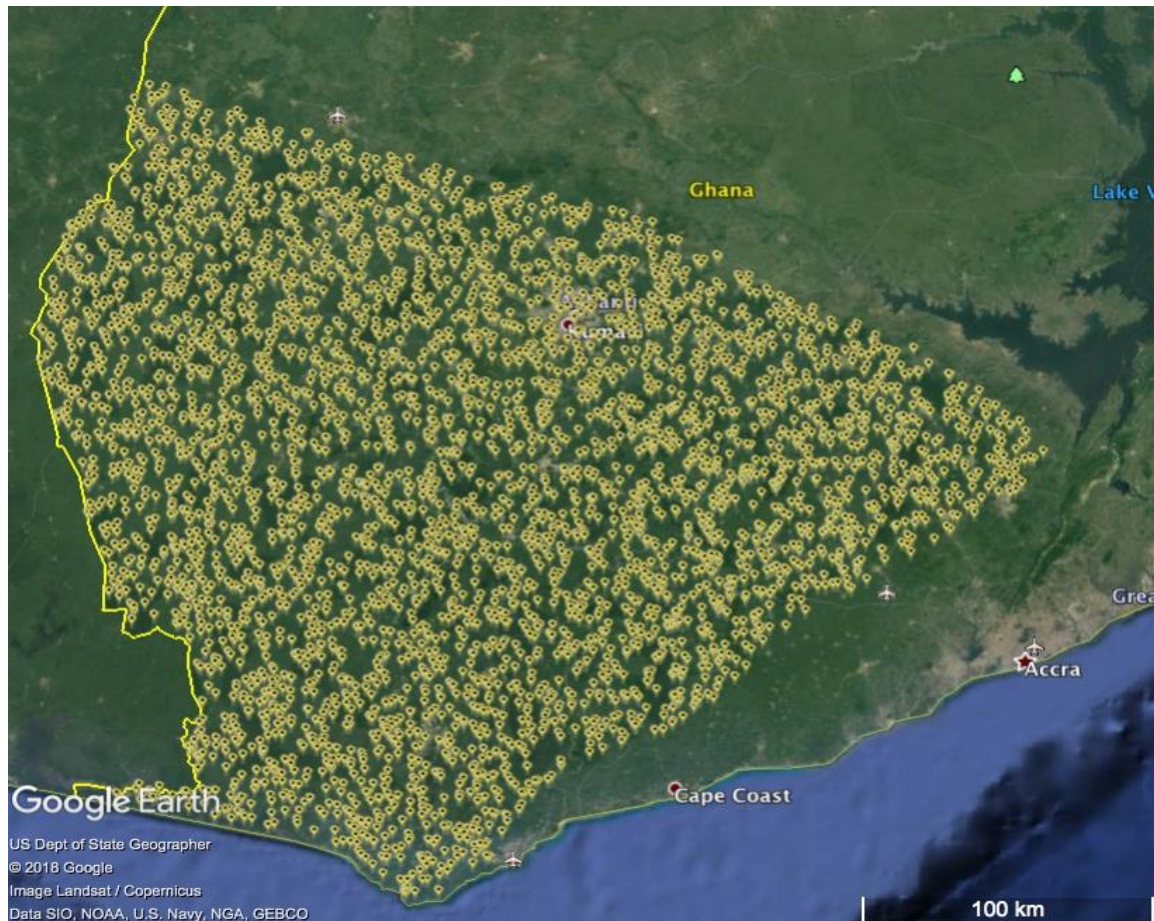 Ghana
Lake V
Grea
Accra
Cape Coast
Google Earth
US Dept of State Geographer
© 2018 Google
Image Landsat / Copernicus
Data SIO, NOAA, U.S. Navy, NGA, GEBCO
100 km